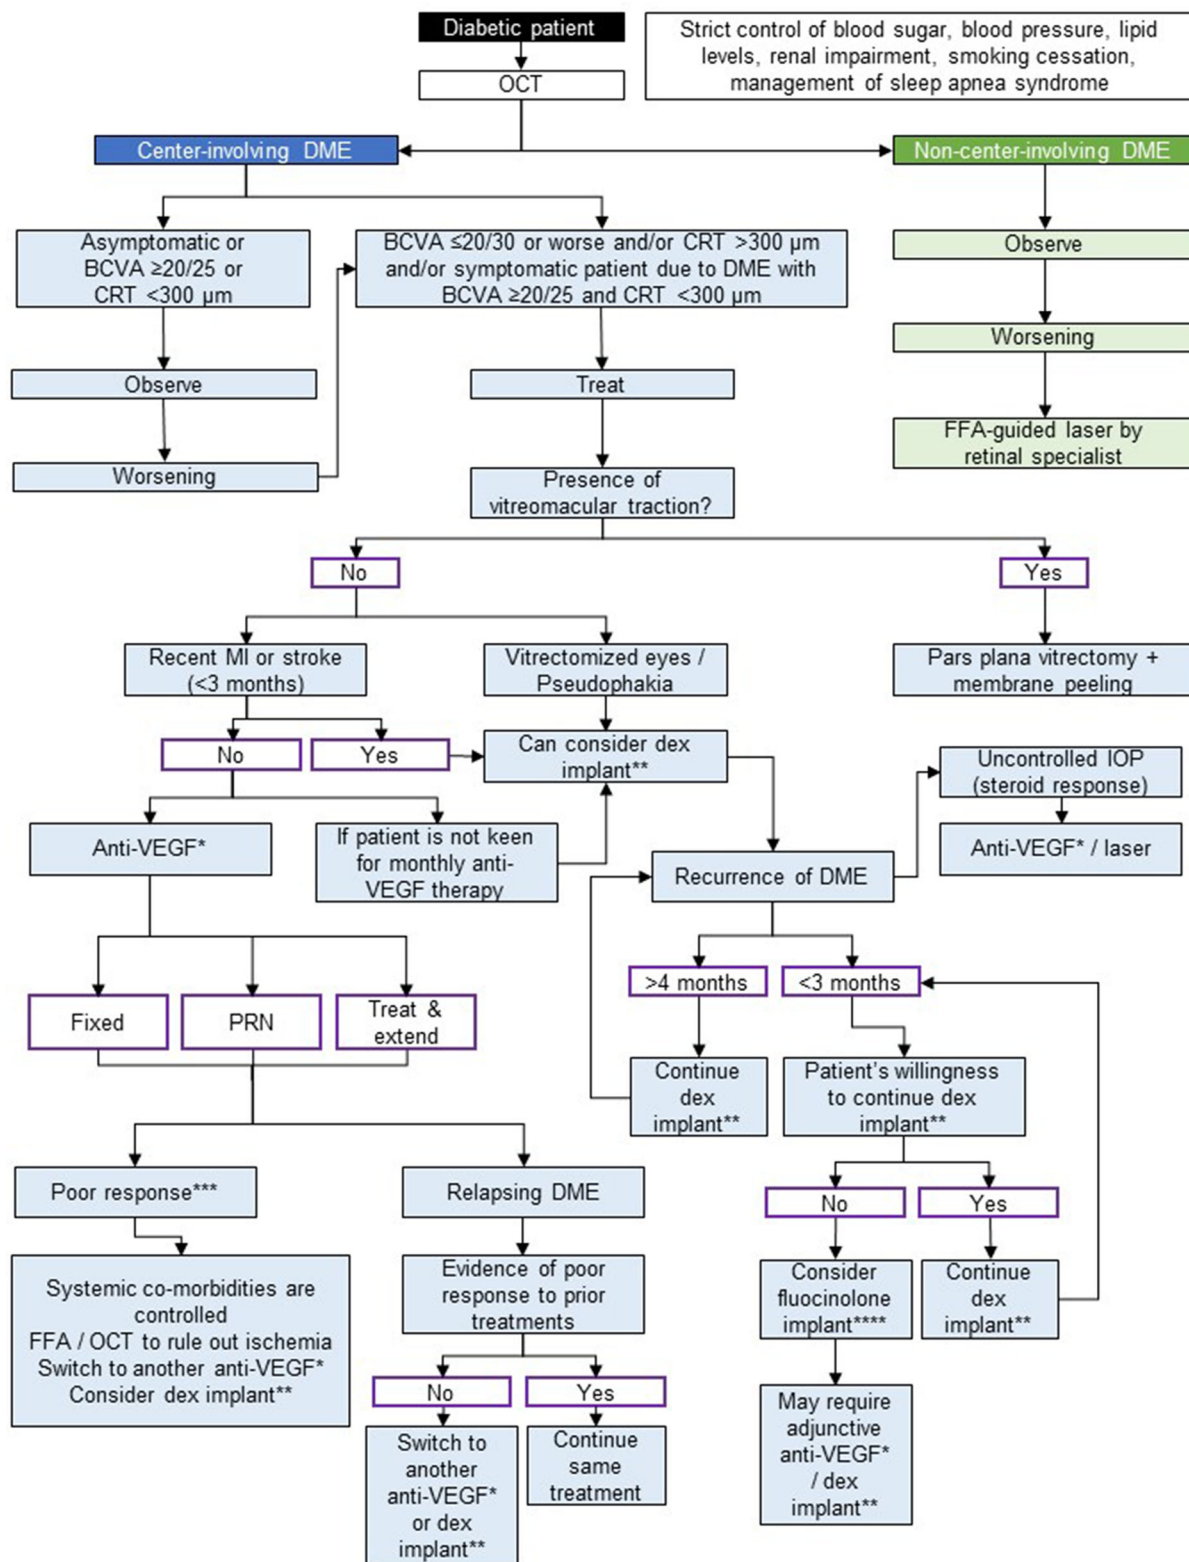 Diabetic patient
Strict control of blood sugar, blood pressure, lipid
levels, renal impairment, smoking cessation,
management of sleep apnea syndrome
OCT
Center-involving DME
Non-center-involving DME
Asymptomatic or
BCVA ≥20/25 or
CRT <300 µm
BCVA ≤20/30 or worse and/or CRT >300 µm
and/or symptomatic patient due to DME with
BCVA ≥20/25 and CRT <300 µm
Observe
Worsening
Observe
Treat
FFA-guided laser by
retinal specialist
Worsening
Presence of
vitreomacular traction?
No
Yes
Recent MI or stroke
(<3 months)
Vitrectomized eyes /
Pseudophakia
Pars plana vitrectomy +
membrane peeling
No
Yes
Can consider dex
implant**
Uncontrolled IOP
(steroid response)
Anti-VEGF*
If patient is not keen
for monthly anti-
VEGF therapy
Anti-VEGF* / laser
Recurrence of DME
>4 months
<3 months
Fixed
PRN
Treat &
extend
Continue
dex
implant**
Patient's willingness
to continue dex
implant**
Poor response***
Relapsing DME
No
Yes
Systemic co-morbidities are
controlled
FFA / OCT to rule out ischemia
Switch to another anti-VEGF*
Consider dex implant**
Evidence of poor
response to prior
treatments
Consider
fluocinolone
implant****
Continue
dex
implant**
No
Yes
Switch to
another
anti-VEGF*
or dex
implant**
Continue
same
treatment
May require
adjunctive
anti-VEGF*
/ dex
implant**